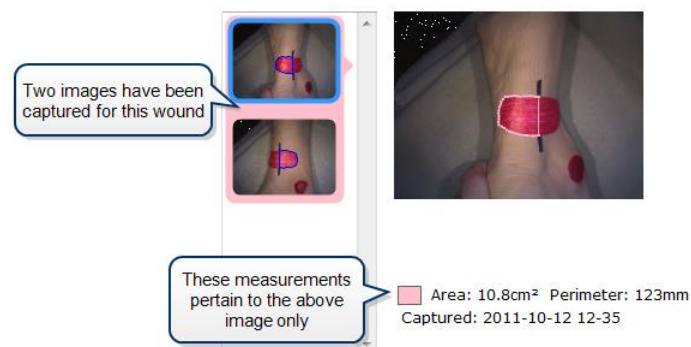 Two images have been
captured for this wound
These measurements
pertain to the above
image only
Area: 10.8cm² Perimeter: 123mm
Captured: 2011-10-12 12-35